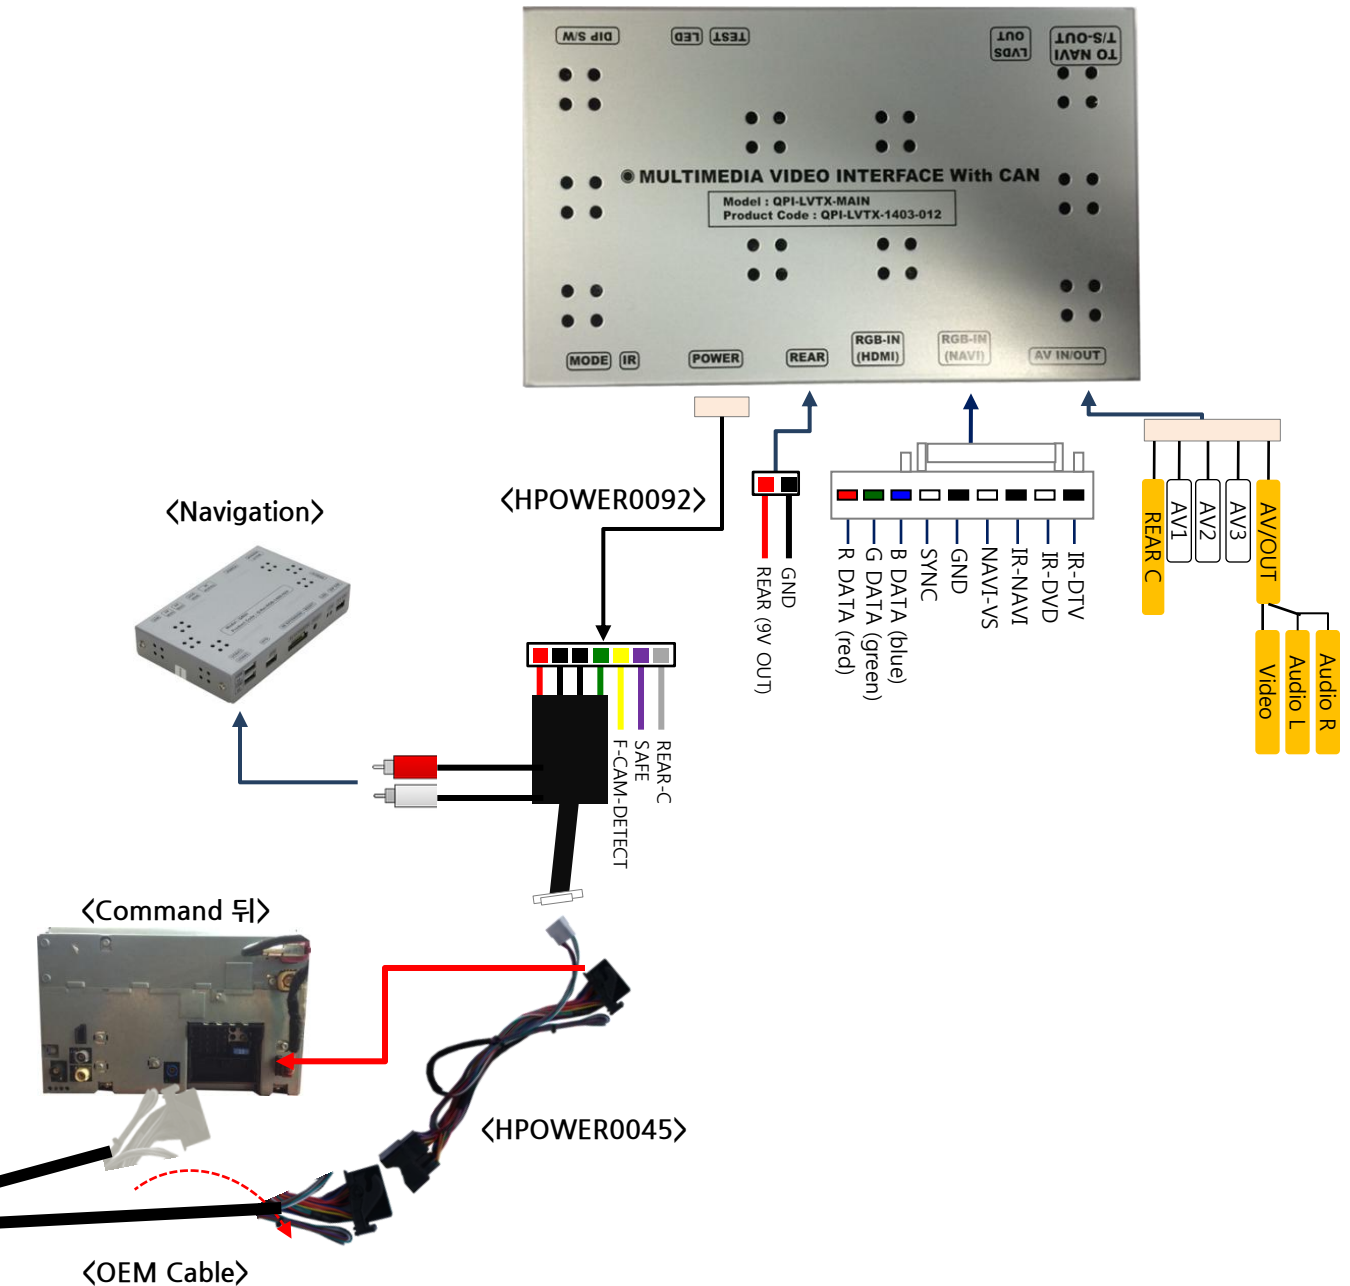 DIP S/W
LED
TEST
LVDS
OUT
TO NAVI
T/S-OUT
MULTIMEDIA VIDEO INTERFACE With CAN
Model : QPI-LVTX-MAIN
Product Code : QPI-LVTX-1403-012
MODE
IR
POWER
REAR
RGB-IN
(HDMI)
RGB-IN
(NAVI)
AV IN/OUT
<HPOWER0092>
<Navigation>
REAR (9V OUT)
GND
R DATA (red)
G DATA (green)
B DATA (blue)
SYNC
GND
NAVI-VS
IR-NAVI
IR-DVD
IR-DTV
REAR C
AV1
AV2
AV3
AV/OUT
Video
Audio L
Audio R
F-CAM-DETECT
SAFE
REAR-C
<Command 뒤>
<HPOWER0045>
<OEM Cable>